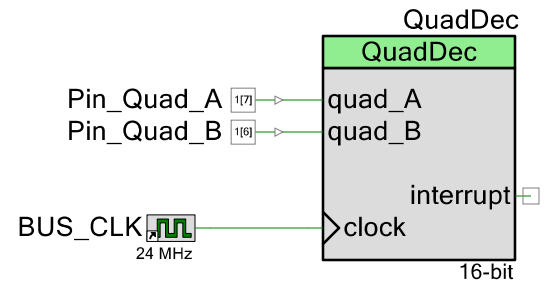 QuadDec
QuadDec
Pin_Quad_A 1[7] quad_A
Pin_Quad_B 1[6] quad_B
interrupt
BUS_CLK clock
24 MHz
16-bit